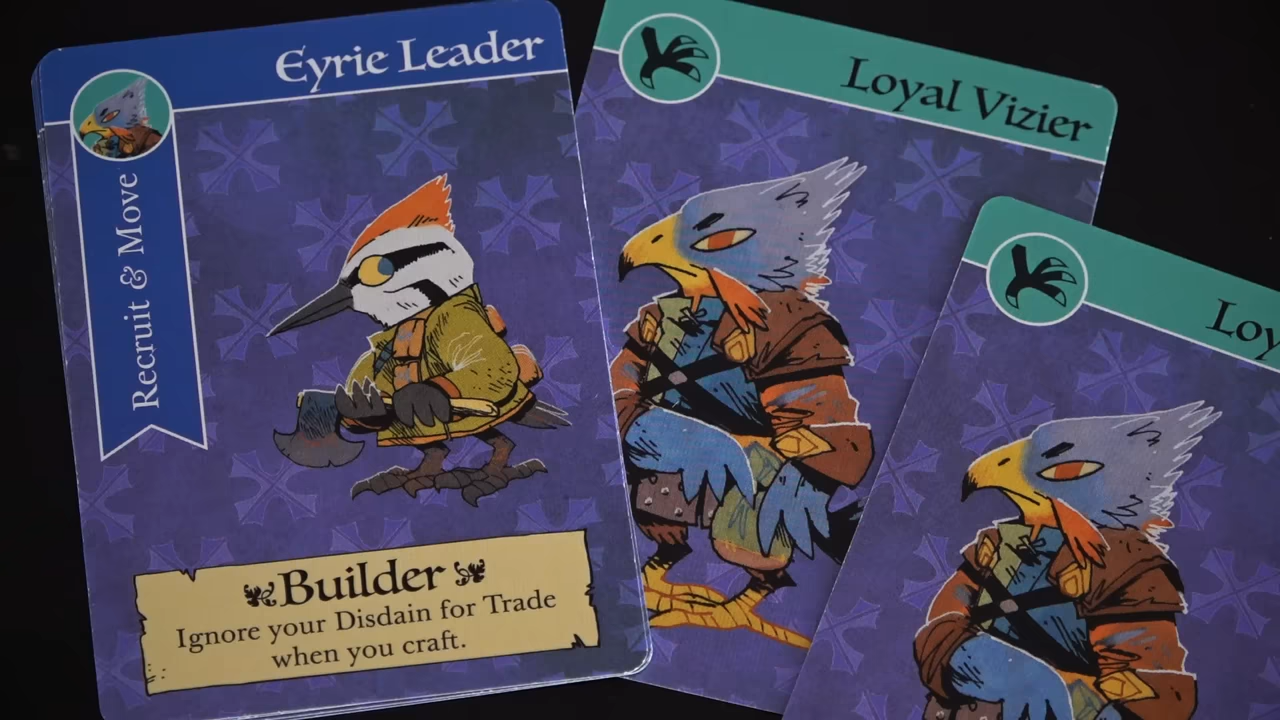 Eyrie Leader
Recruit & Move
Builder
Ignore your Disdain for Trade
when you craft.
Loyal Vizier